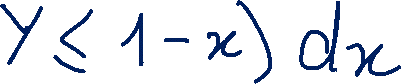 Y ≤ 1 - x) dx